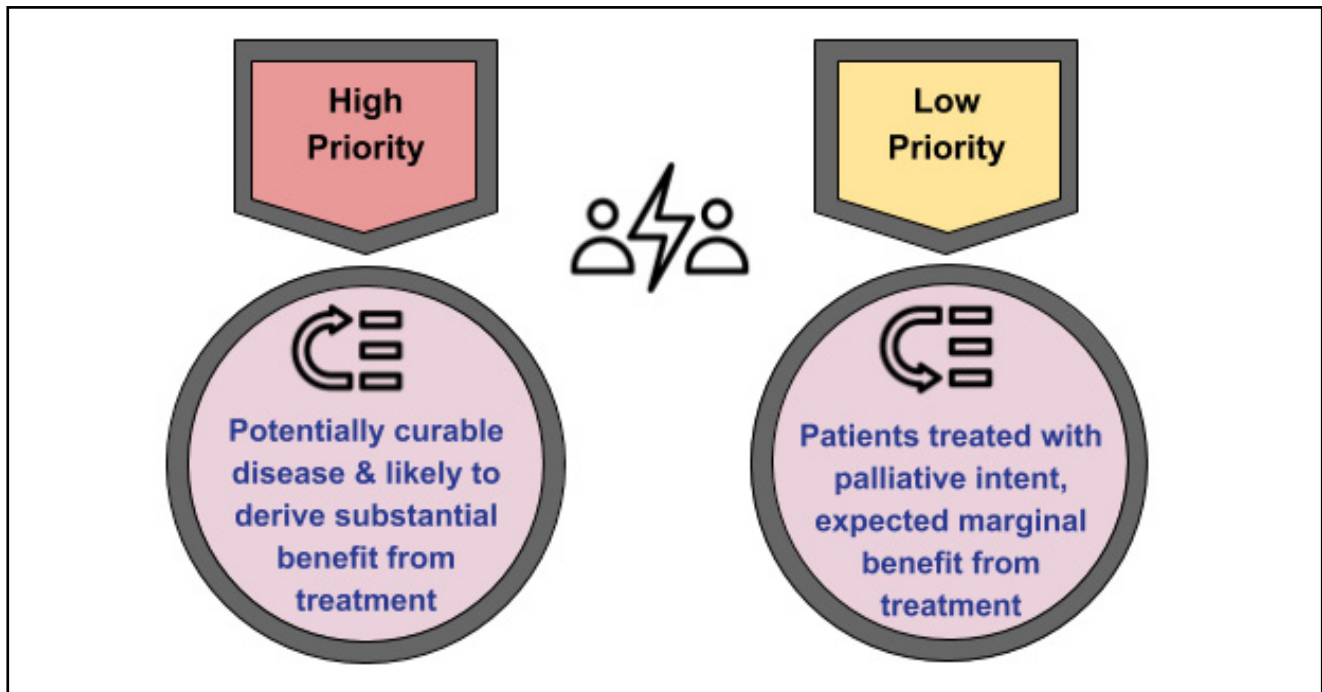 High
Priority
Low
Priority
Potentially curable
disease & likely to
derive substantial
benefit from
treatment
Patients treated with
palliative intent,
expected marginal
benefit from
treatment